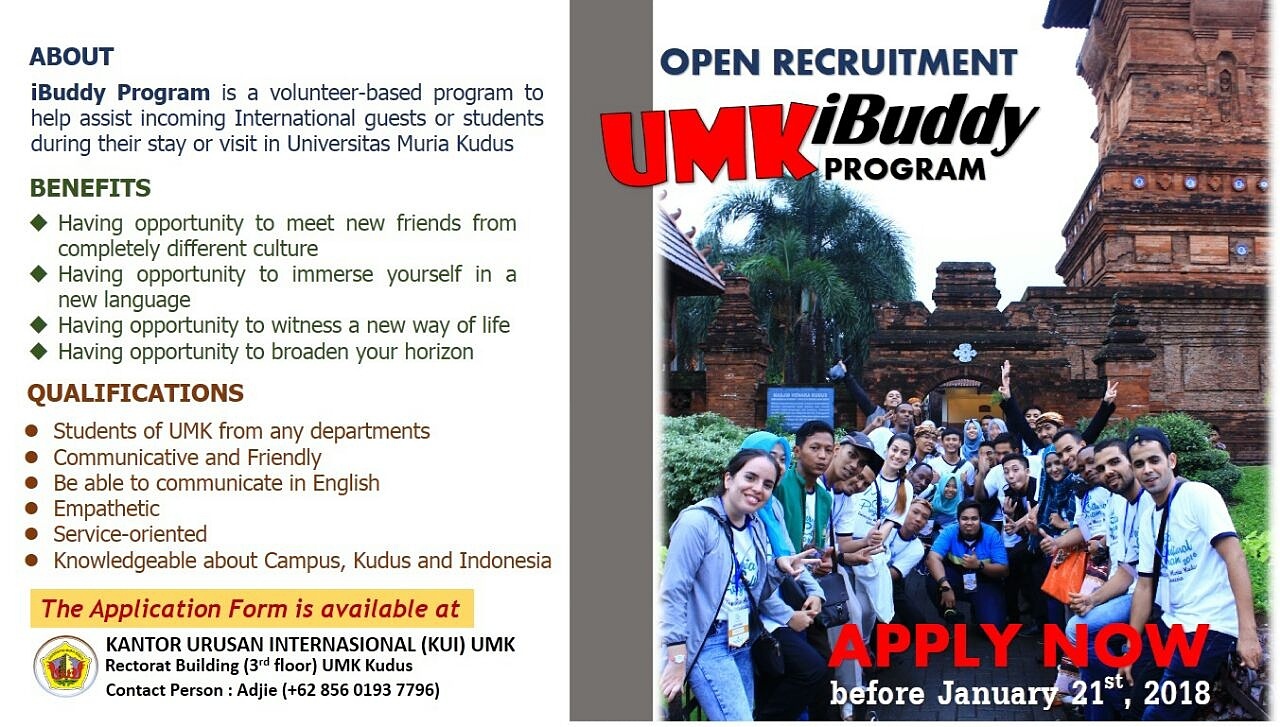 ABOUT
iBuddy Program is a volunteer-based program to
help assist incoming International guests or students
during their stay or visit in Universitas Muria Kudus
BENEFITS
◆ Having opportunity to meet new friends from
completely different culture
◆ Having opportunity to immerse yourself in a
new language
◆ Having opportunity to witness a new way of life
◆ Having opportunity to broaden your horizon
QUALIFICATIONS
● Students of UMK from any departments
● Communicative and Friendly
● Be able to communicate in English
● Empathetic
● Service-oriented
● Knowledgeable about Campus, Kudus and Indonesia
The Application Form is available at
KANTOR URUSAN INTERNASIONAL (KUI) UMK
Rectorat Building (3rd floor) UMK Kudus
Contact Person : Adjie (+62 856 0193 7796)
OPEN RECRUITMENT
UMK iBuddy
PROGRAM
MASJID MENARA KUDUS
APPLY NOW
before January 21st, 2018